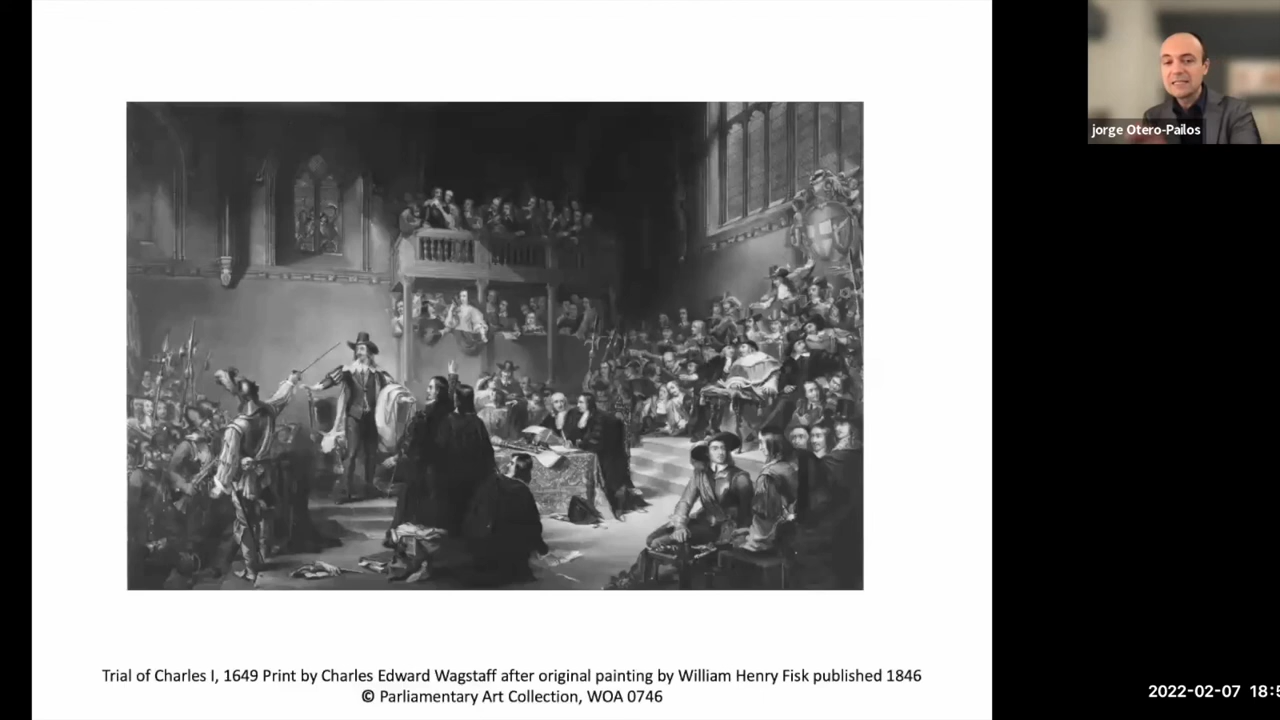 jorge Otero-Pailos
Trial of Charles I, 1649 Print by Charles Edward Wagstaff after original painting by William Henry Fisk published 1846
© Parliamentary Art Collection, WOA 0746
2022-02-07 18:5